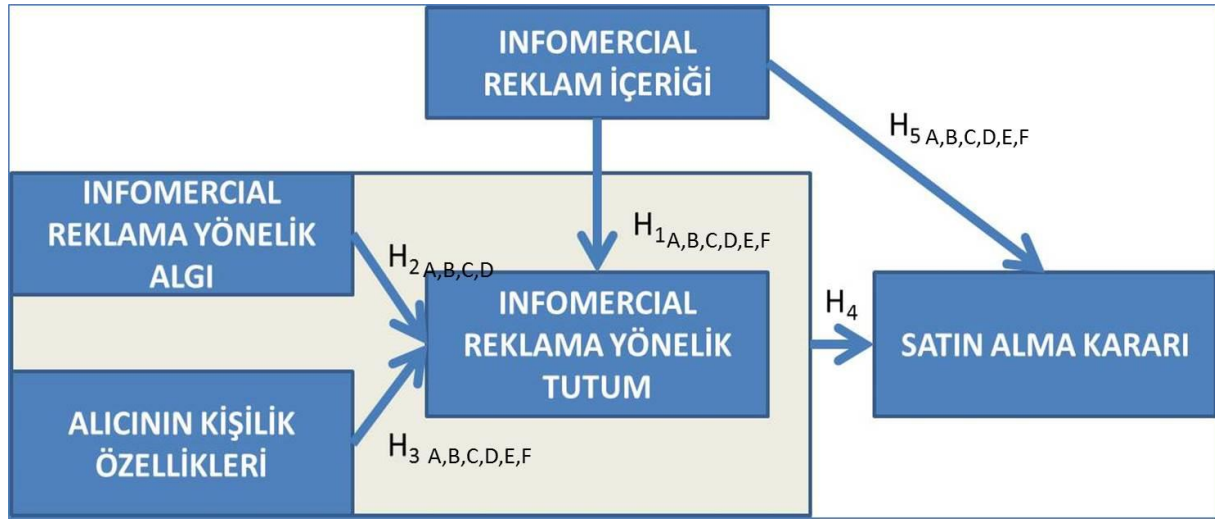 INFOMERCIAL
REKLAM İÇERİĞİ
H5 A,B,C,D,E,F
INFOMERCIAL
REKLAMA YÖNELİK
ALGI
H1A,B,C,D,E,F
H2A,B,C,D
INFOMERCIAL
REKLAMA YÖNELİK
TUTUM
H4
SATIN ALMA KARARI
ALICININ KİŞİLİK
ÖZELLİKLERİ
H3 A,B,C,D,E,F